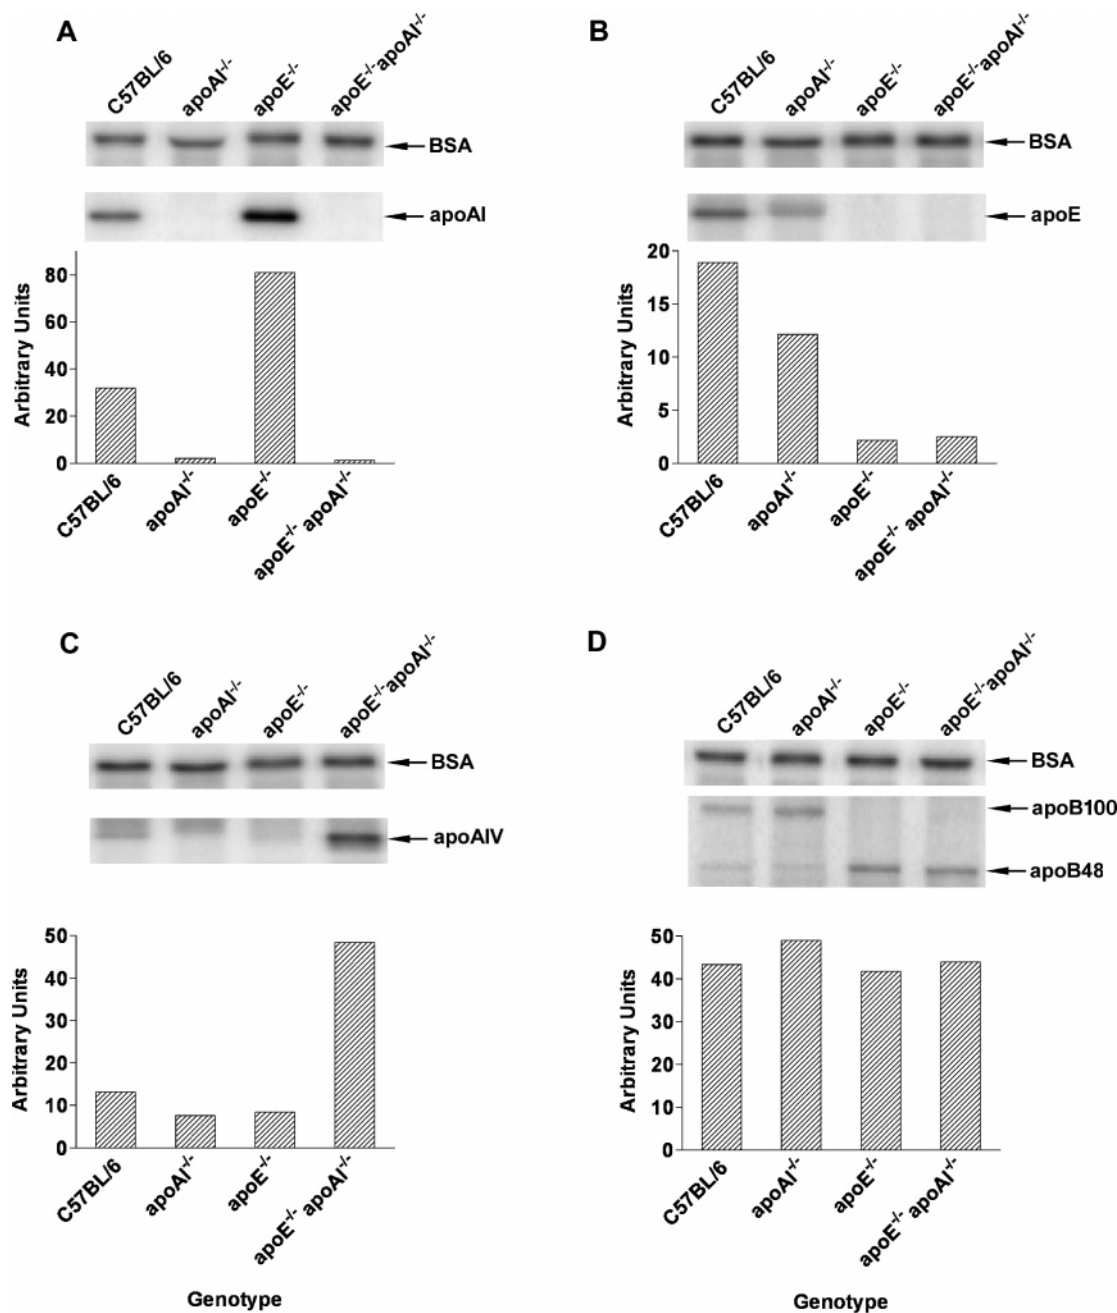 A
C57BL/6
apoAI-/-
apoE-/-
apoE-/-apoAI-/-
BSA
apoAI
Arbitrary Units
80
60
40
20
0
C57BL/6
apoAI-/-
apoE-/-
apoE-/- apoAI-/-
B
C57BL/6
apoAI-/-
apoE-/-
apoE-/-apoAI-/-
BSA
apoE
Arbitrary Units
20
15
10
5
0
C57BL/6
apoAI-/-
apoE-/-
apoE-/- apoAI-/-
C
C57BL/6
apoAI-/-
apoE-/-
apoE-/-apoAI-/-
BSA
apoAIV
Arbitrary Units
50
40
30
20
10
0
C57BL/6
apoAI-/-
apoE-/-
apoE-/- apoAI-/-
Genotype
D
C57BL/6
apoAI-/-
apoE-/-
apoE-/-apoAI-/-
BSA
apoB100
apoB48
Arbitrary Units
50
40
30
20
10
0
C57BL/6
apoAI-/-
apoE-/-
apoE-/- apoAI-/-
Genotype